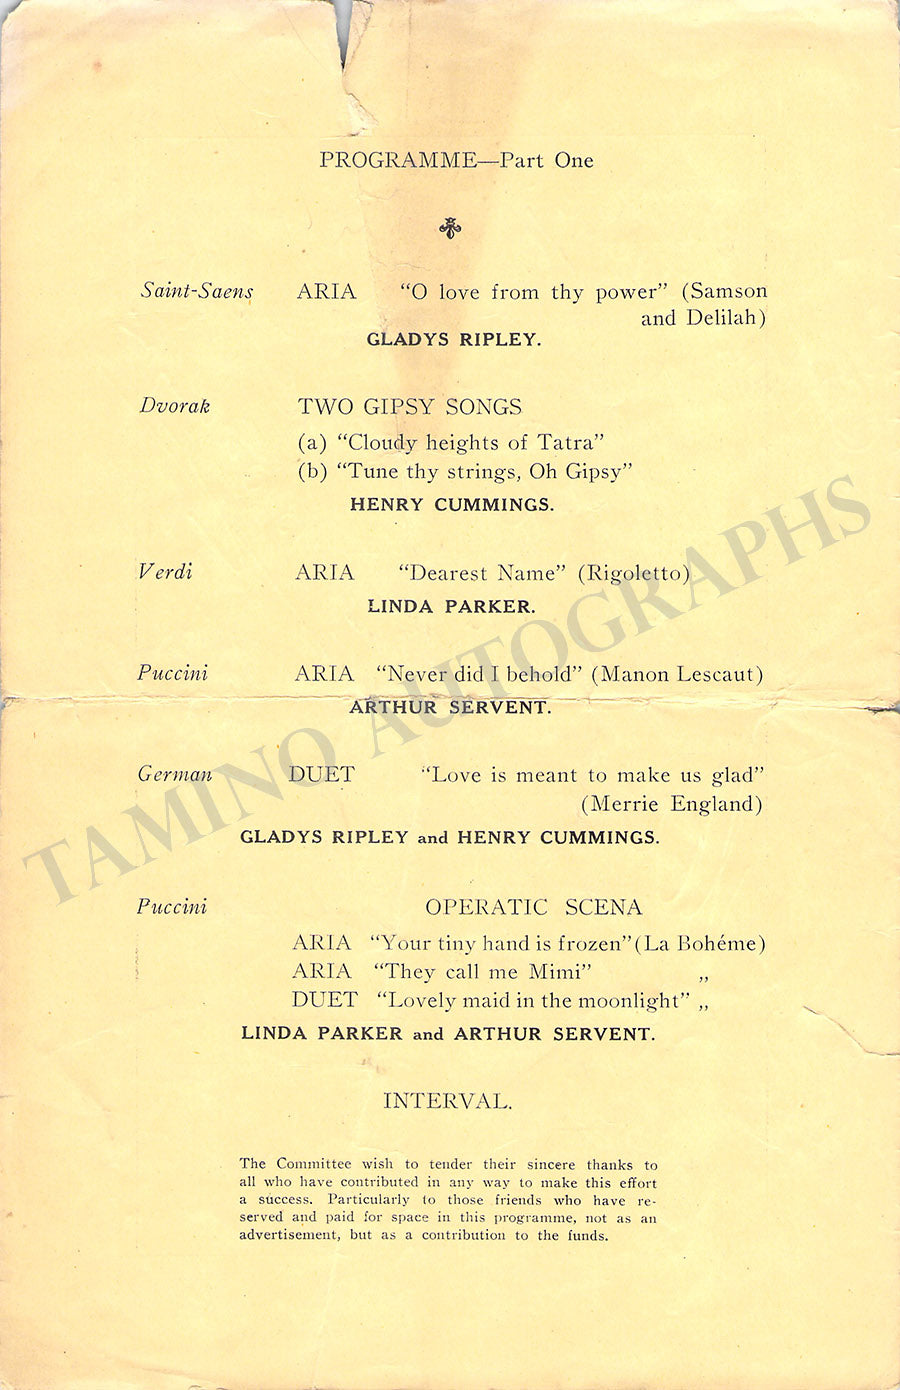 PROGRAMME—Part One
Saint-Saens ARIA “O love from thy power” (Samson
and Delilah)
GLADYS RIPLEY.
Dvorak TWO GIPSY SONGS
(a) “Cloudy heights of Tatra”
(b) “Tune thy strings, Oh Gipsy”
HENRY CUMMINGS.
Verdi ARIA “Dearest Name” (Rigoletto)
LINDA PARKER.
Puccini ARIA “Never did I behold” (Manon Lescaut)
ARTHUR SERVENT.
German DUET “Love is meant to make us glad”
(Merrie England)
GLADYS RIPLEY and HENRY CUMMINGS.
Puccini OPERATIC SCENA
ARIA “Your tiny hand is frozen” (La Bohéme)
ARIA “They call me Mimi” „
DUET “Lovely maid in the moonlight” „
LINDA PARKER and ARTHUR SERVENT.
INTERVAL.
The Committee wish to tender their sincere thanks to
all who have contributed in any way to make this effort
a success. Particularly to those friends who have re-
served and paid for space in this programme, not as an
advertisement, but as a contribution to the funds.
TAMINO AUTOGRAPHS